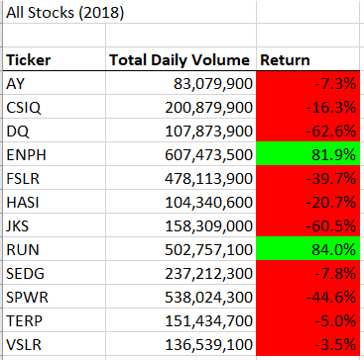 All Stocks (2018)
Ticker Total Daily Volume Return
AY 83,079,900 -7.3%
CSIQ 200,879,900 -16.3%
DQ 107,873,900 -62.6%
ENPH 607,473,500 81.9%
FSLR 478,113,900 -39.7%
HASI 104,340,600 -20.7%
JKS 158,309,000 -60.5%
RUN 502,757,100 84.0%
SEDG 237,212,300 -7.8%
SPWR 538,024,300 -44.6%
TERP 151,434,700 -5.0%
VSLR 136,539,100 -3.5%